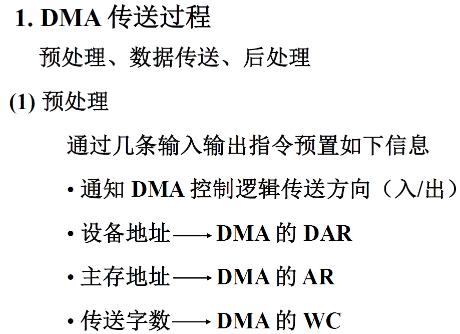 1. DMA 传送过程
预处理、数据传送、后处理
(1) 预处理
通过几条输入输出指令预置如下信息
• 通知 DMA 控制逻辑传送方向（入/出）
• 设备地址→DMA 的 DAR
• 主存地址→DMA 的 AR
• 传送字数→DMA 的 WC